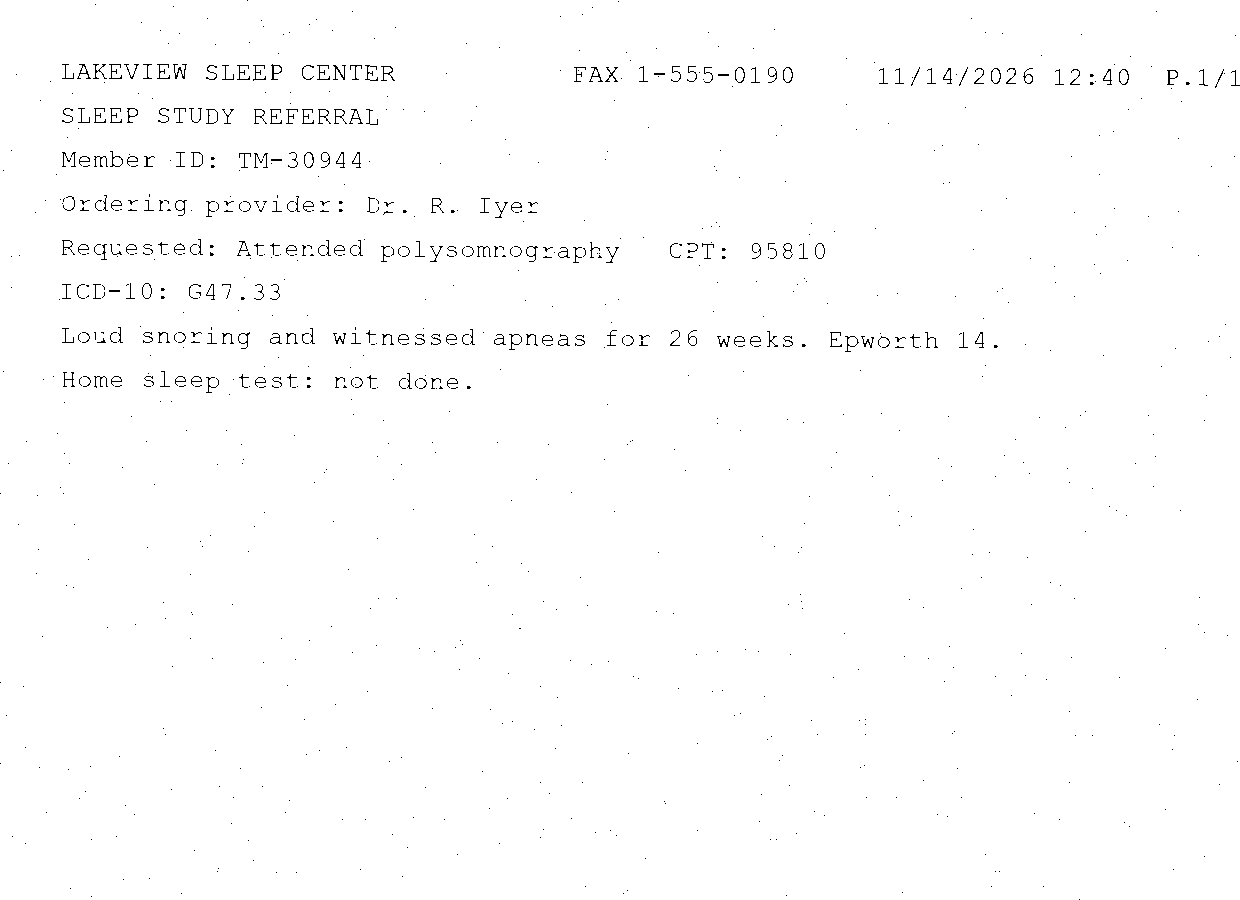 LAKEVIEW SLEEP CENTER FAX 1-555-0190 11/14/2026 12:40 P.1/1
SLEEP STUDY REFERRAL
Member ID: TM-30944
Ordering provider: Dr. R. Iyer
Requested: Attended polysomnography CPT: 95810
ICD-10: G47.33
Loud snoring and witnessed apneas for 26 weeks. Epworth 14.
Home sleep test: not done.